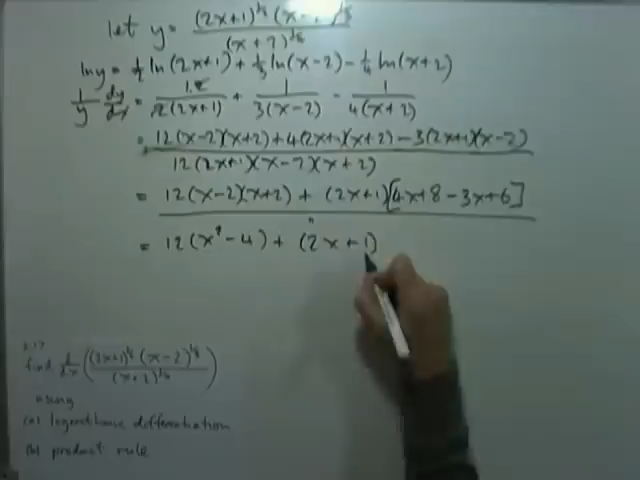 let y = (2x+1)^½ (x- )^⅓ / (x+2)^¼
ln y = ½ ln(2x+1) + ⅓ ln(x-2) - ¼ ln(x+2)
1/y dy/dx = 1.2 / 2(2x+1) + 1 / 3(x-2) - 1 / 4(x+2)
= 12(x-2)(x+2) + 4(2x+1)(x+2) - 3(2x+1)(x-2) / 12(2x+1)(x-2)(x+2)
= 12(x-2)(x+2) + (2x+1)[4x+8-3x+6]
= 12(x²-4) + (2x+1)
find d/dx ( (2x+1)^½ (x-2)^⅓ / (x+2)^¼ )
using
(a) logarithmic differentiation
(b) product rule